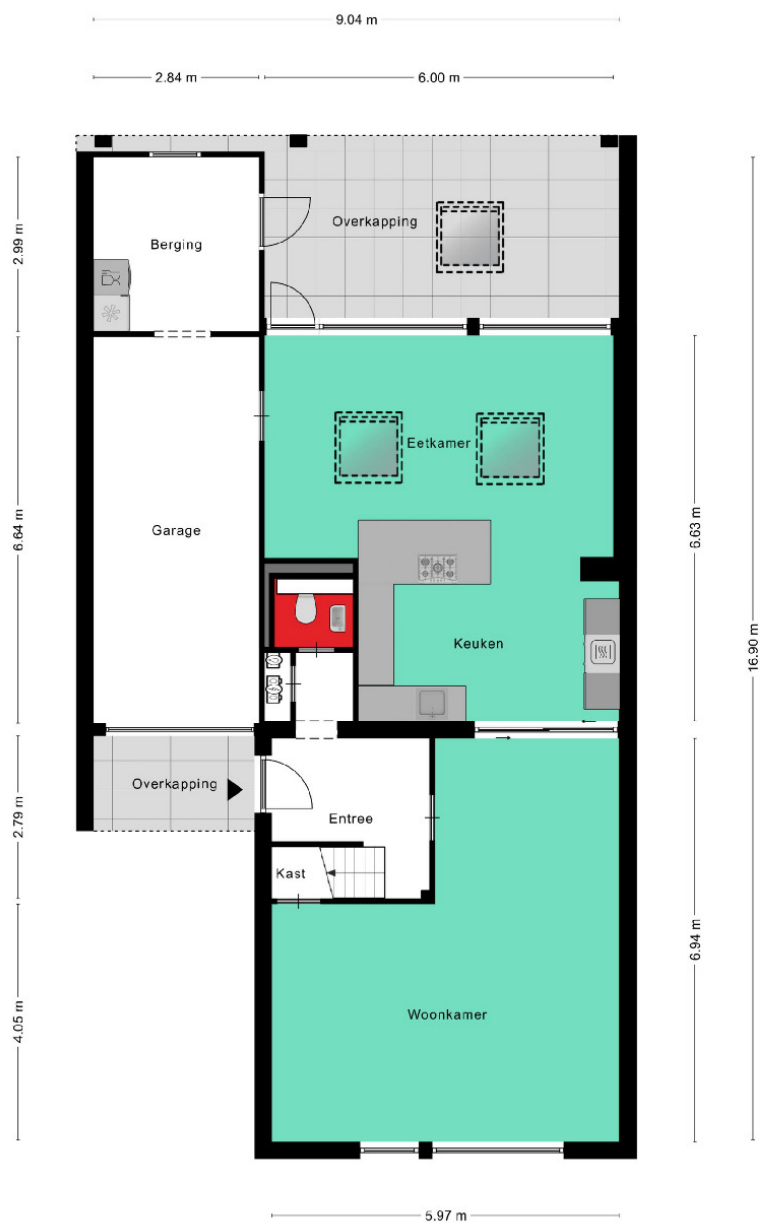 9.04 m
2.84 m
6.00 m
2.99 m
Overkapping
Berging
Eetkamer
Garage
6.64 m
6.63 m
Keuken
16.90 m
Overkapping
2.79 m
Entree
Kast
6.94 m
Woonkamer
4.05 m
5.97 m